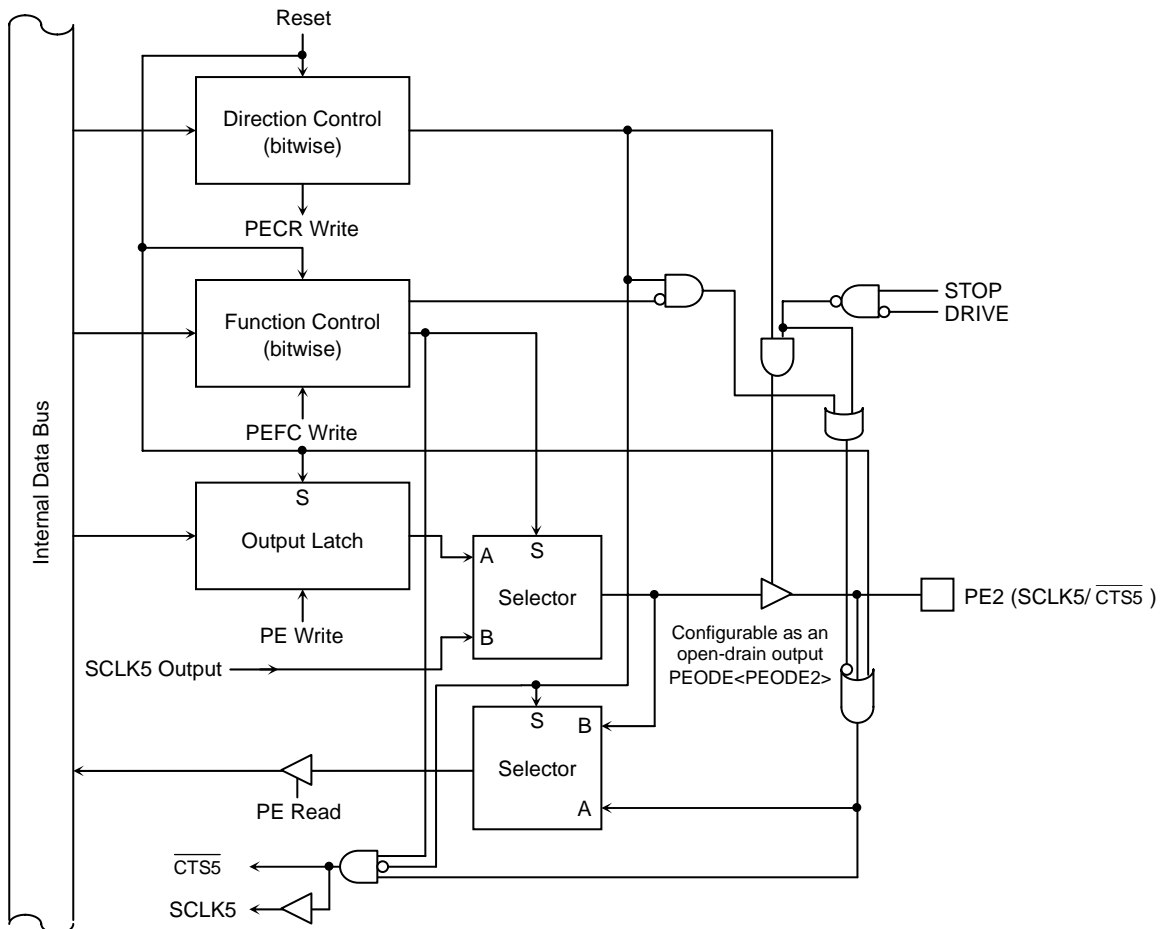 Reset
Direction Control
(bitwise)
PECR Write
Function Control
(bitwise)
STOP
DRIVE
PEFC Write
Internal Data Bus
S
Output Latch
A
S
Selector
B
PE Write
SCLK5 Output
PE2 (SCLK5/ CTS5 )
Configurable as an
open-drain output
PEODE<PEODE2>
S
B
Selector
A
PE Read
CTS5
SCLK5